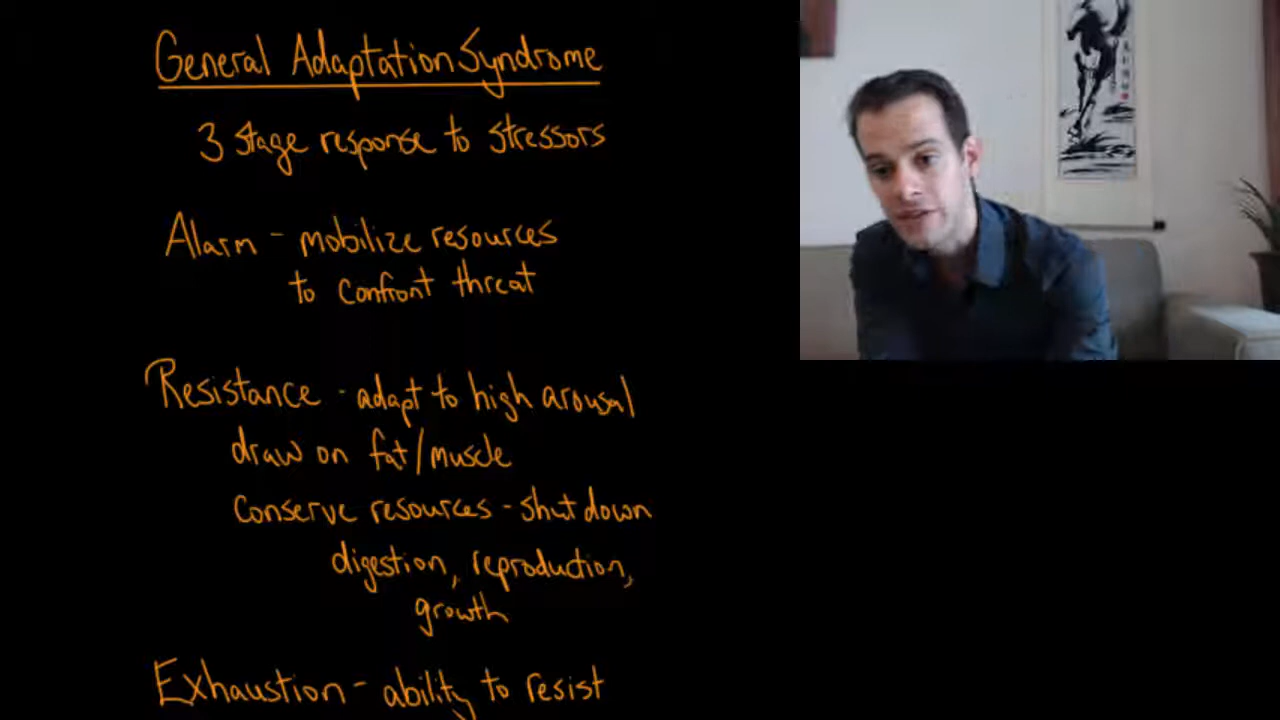 General Adaptation Syndrome
3 stage response to stressors
Alarm - mobilize resources
to confront threat
Resistance - adapt to high arousal
draw on fat/muscle
conserve resources - shut down
digestion, reproduction,
growth
Exhaustion - ability to resist